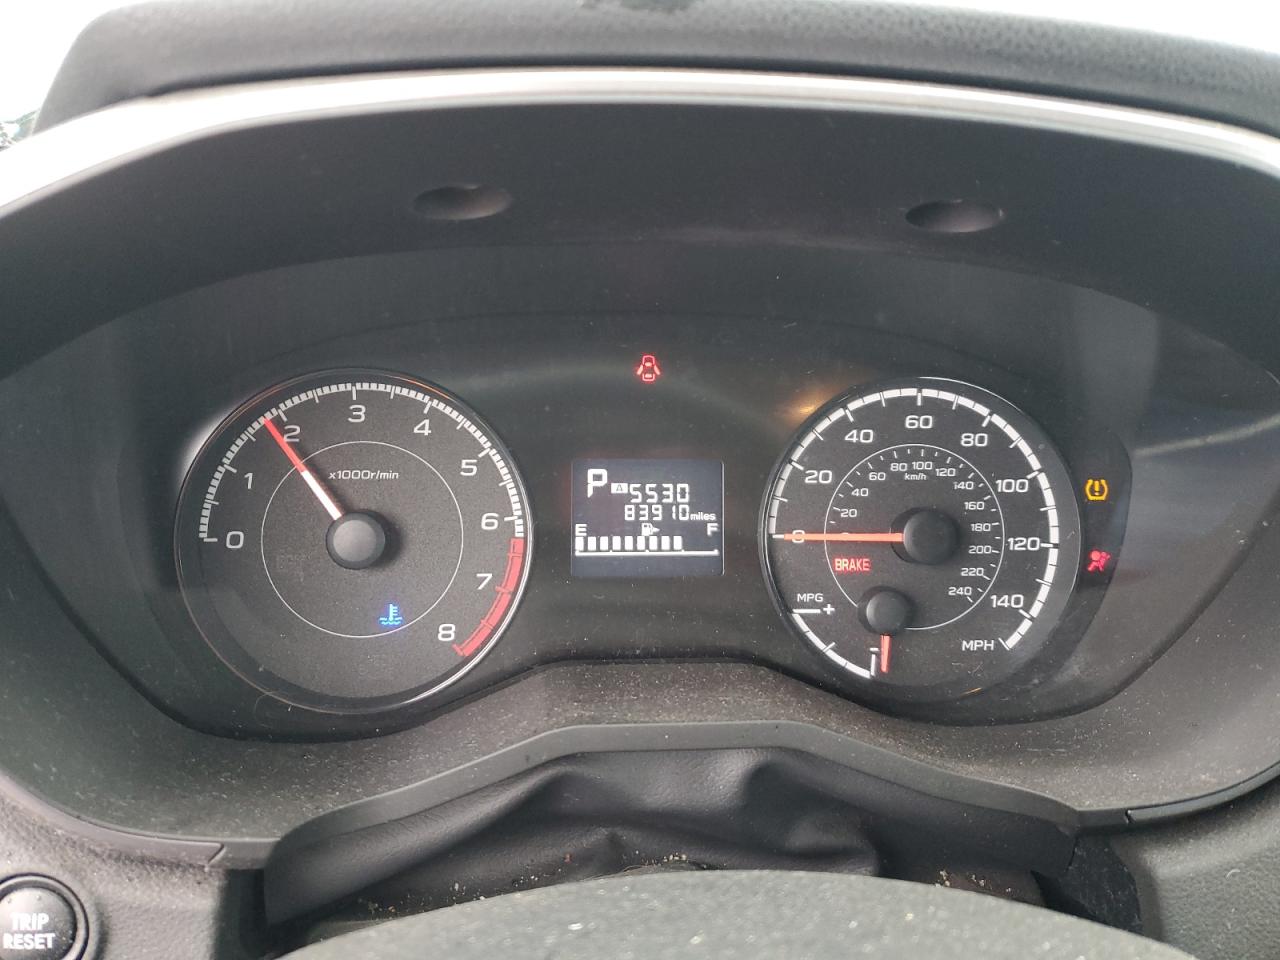 0 1 2 3 4 5 6 7 8
x1000r/min
P A 5530
83910miles
E F
0 20 40 60 80 100 120 140
20 40 60 80 100 120 140 160 180 200 220 240
km/h
BRAKE
MPG
+
-
MPH
TRIP
RESET